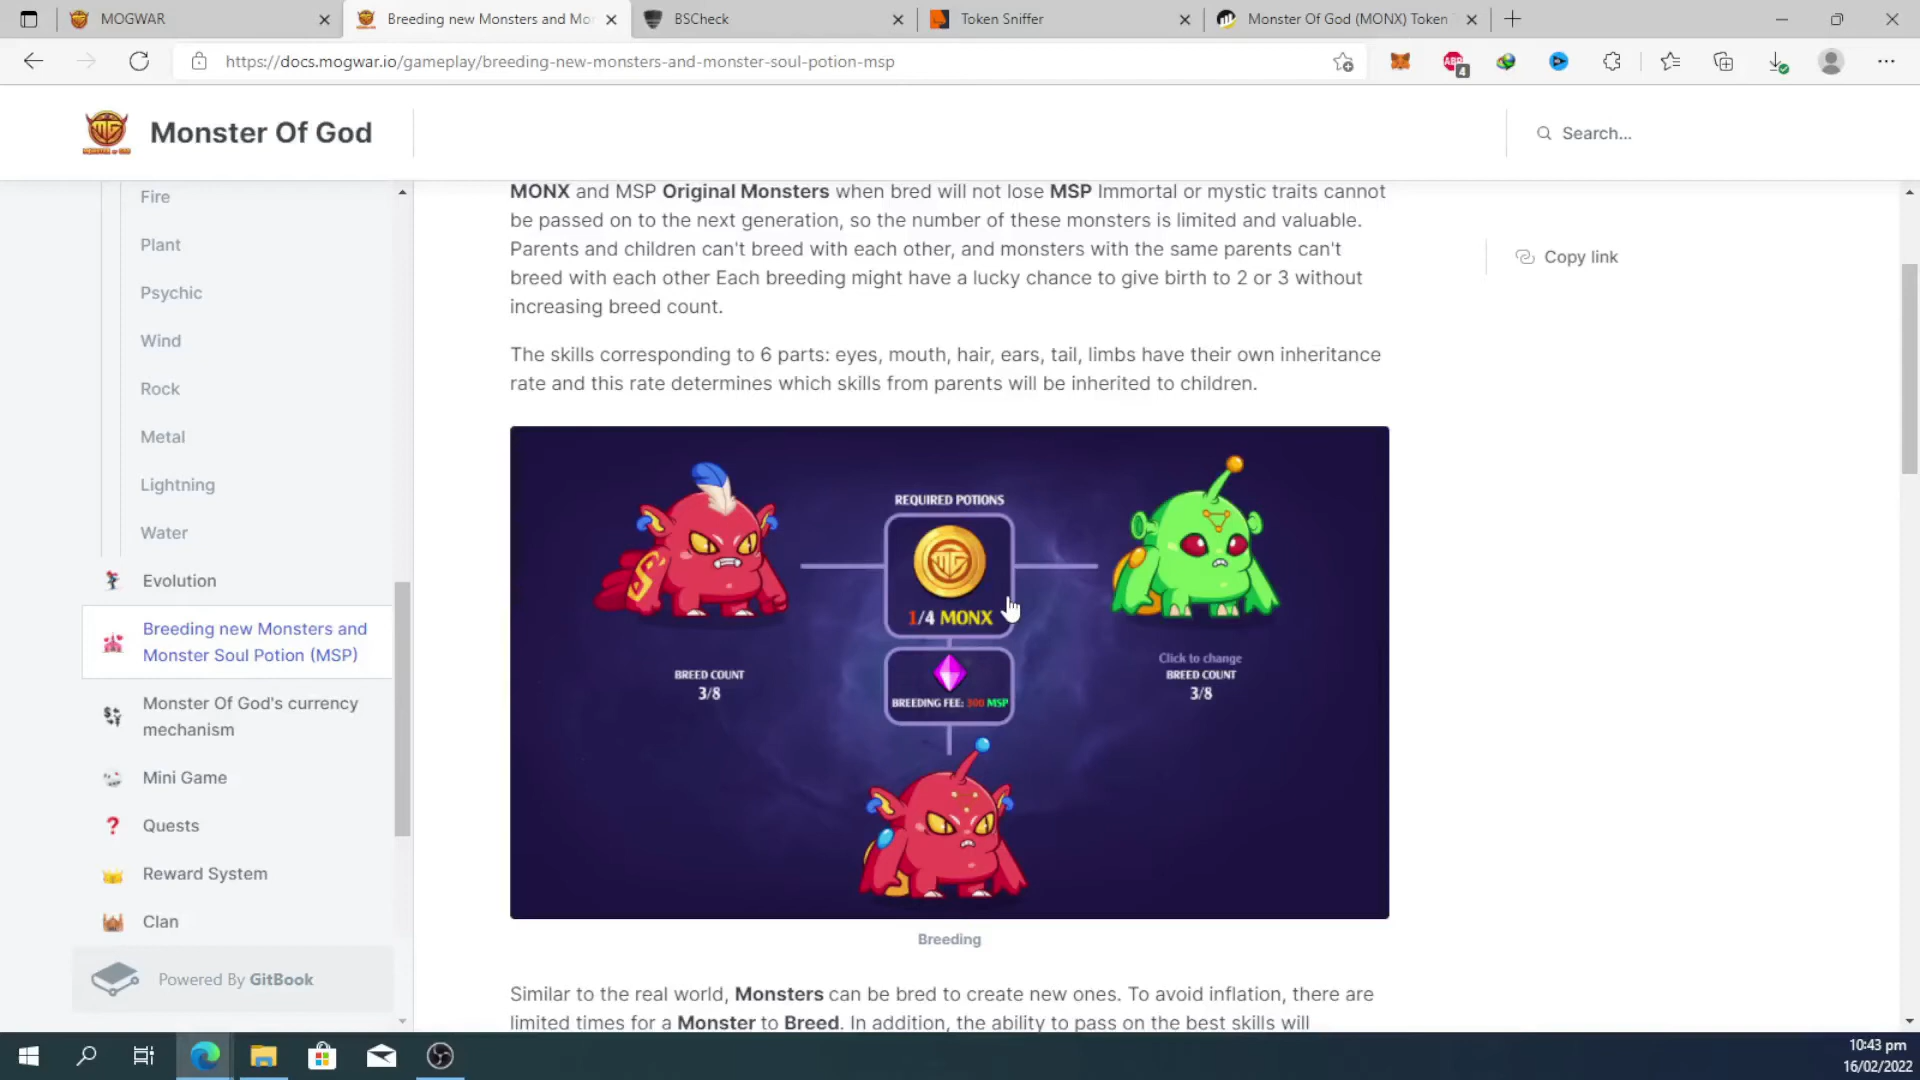 MOGWAR
Breeding new Monsters and Mo
BSCheck
Token Sniffer
Monster Of God (MONX) Token
https://docs.mogwar.io/gameplay/breeding-new-monsters-and-monster-soul-potion-msp
ABP
4
Monster Of God
Search...
Fire
Plant
Psychic
Wind
Rock
Metal
Lightning
Water
Evolution
Breeding new Monsters and
Monster Soul Potion (MSP)
Monster Of God's currency
mechanism
Mini Game
Quests
Reward System
Clan
Powered By GitBook
MONX and MSP Original Monsters when bred will not lose MSP Immortal or mystic traits cannot
be passed on to the next generation, so the number of these monsters is limited and valuable.
Parents and children can't breed with each other, and monsters with the same parents can't
breed with each other Each breeding might have a lucky chance to give birth to 2 or 3 without
increasing breed count.
The skills corresponding to 6 parts: eyes, mouth, hair, ears, tail, limbs have their own inheritance
rate and this rate determines which skills from parents will be inherited to children.
REQUIRED POTIONS
1/4 MONX
BREED COUNT
3/8
BREEDING FEE: 300 MSP
Click to change
BREED COUNT
3/8
Breeding
Similar to the real world, Monsters can be bred to create new ones. To avoid inflation, there are
limited times for a Monster to Breed. In addition, the ability to pass on the best skills will
Copy link
10:43 pm
16/02/2022